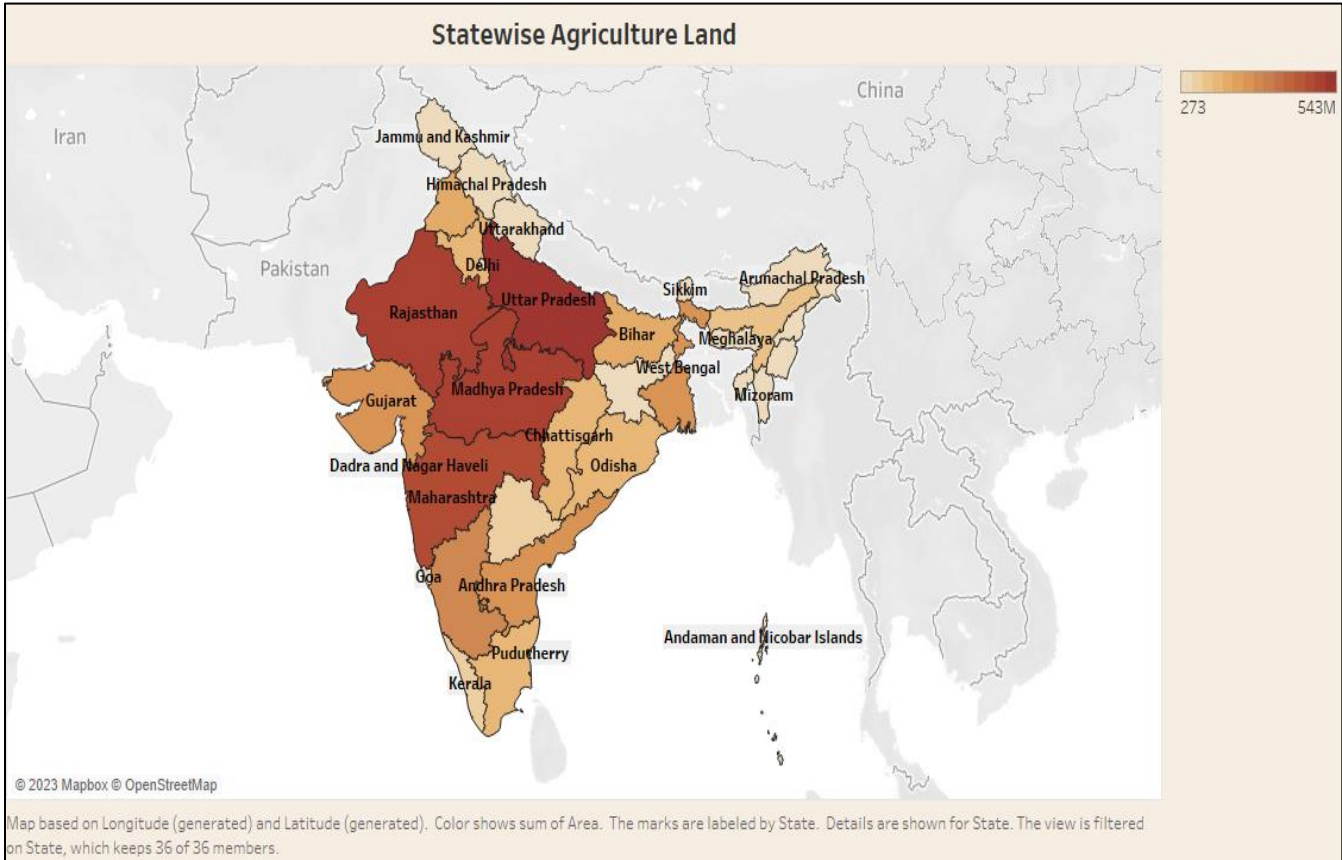 Statewise Agriculture Land
273 543M
China
Iran
Jammu and Kashmir
Himachal Pradesh
Uttarakhand
Pakistan
Delhi
Arunachal Pradesh
Sikkim
Uttar Pradesh
Rajasthan
Bihar
Meghalaya
West Bengal
Madhya Pradesh
Mizoram
Gujarat
Chhattisgarh
Dadra and Nagar Haveli
Odisha
Maharashtra
Goa
Andhra Pradesh
Andaman and Nicobar Islands
Pudutherry
Kerala
© 2023 Mapbox © OpenStreetMap
Map based on Longitude (generated) and Latitude (generated). Color shows sum of Area. The marks are labeled by State. Details are shown for State. The view is filtered
on State, which keeps 36 of 36 members.